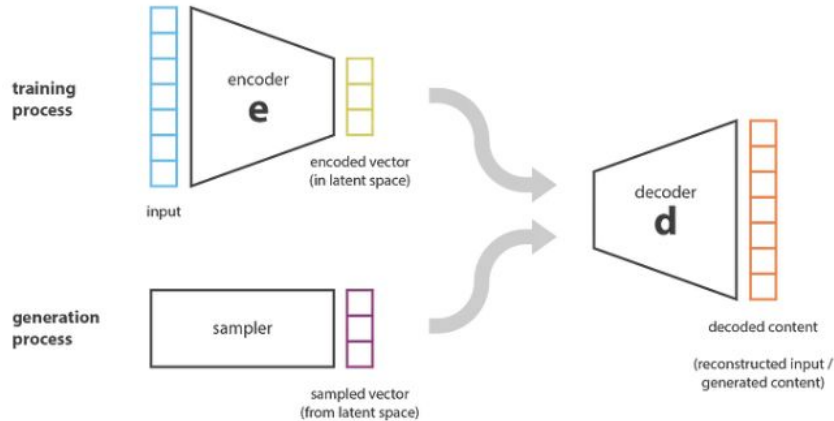 training
process
encoder
e
encoded vector
(in latent space)
input
decoder
d
decoded content
(reconstructed input /
generated content)
generation
process
sampler
sampled vector
(from latent space)